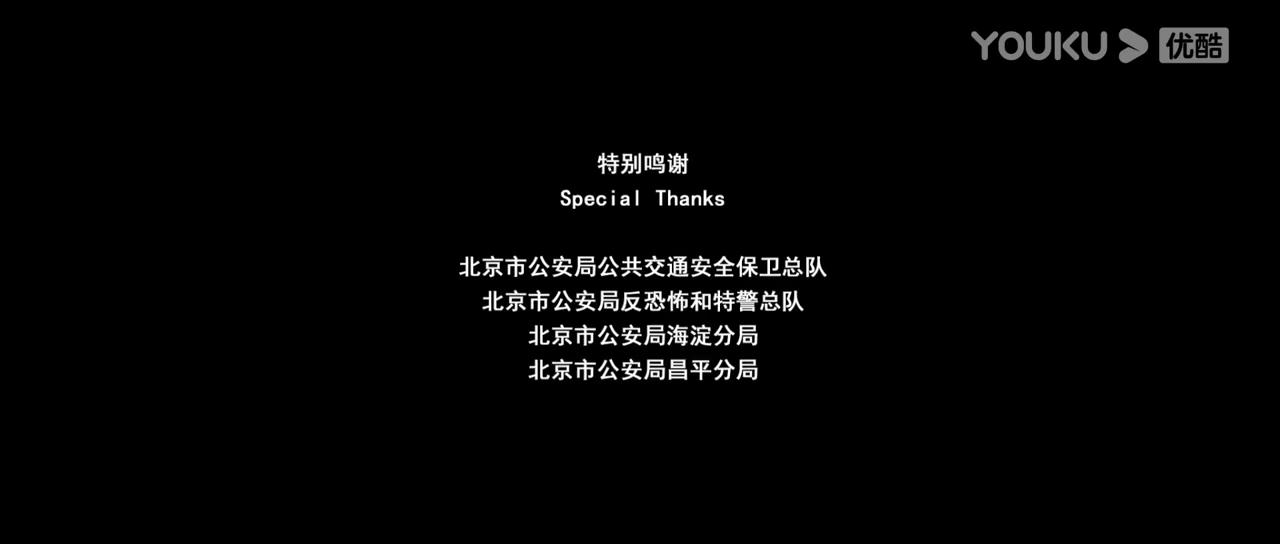 YOUKU 优酷
特别鸣谢
Special Thanks
北京市公安局公共交通安全保卫总队
北京市公安局反恐怖和特警总队
北京市公安局海淀分局
北京市公安局昌平分局